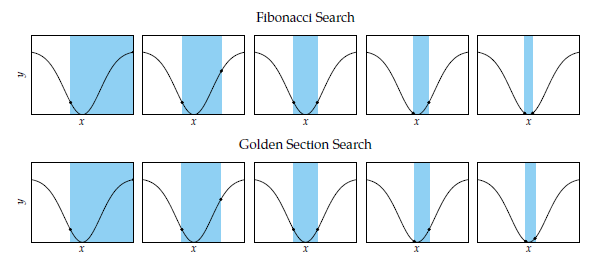 Fibonacci Search
y
x x x x x
Golden Section Search
y
x x x x x